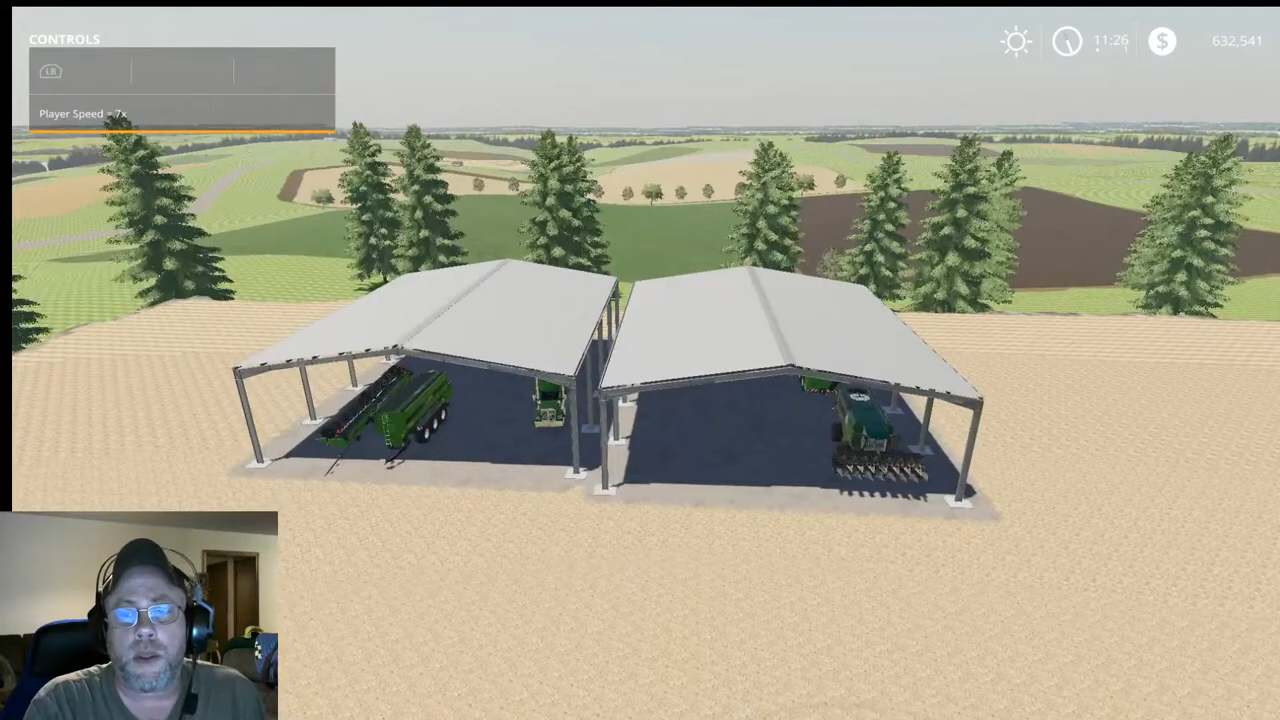 CONTROLS
LB
Player Speed = 7x
11:26
$
632,541